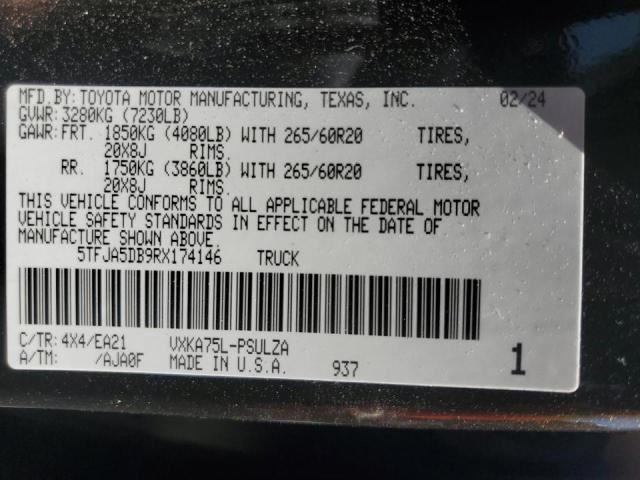 MFD.BY:TOYOTA MOTOR MANUFACTURING, TEXAS, INC. 02/24
GVWR:3280KG (7230LB)
GAWR:FRT. 1850KG (4080LB) WITH 265/60R20 TIRES,
20X8J RIMS.
RR. 1750KG (3860LB) WITH 265/60R20 TIRES,
20X8J RIMS.
THIS VEHICLE CONFORMS TO ALL APPLICABLE FEDERAL MOTOR
VEHICLE SAFETY STANDARDS IN EFFECT ON THE DATE OF
MANUFACTURE SHOWN ABOVE.
5TFJA5DB9RX174146 TRUCK
C/TR:4X4/EA21 VXKA75L-PSULZA
A/TM: /AJA0F MADE IN U.S.A. 937 1